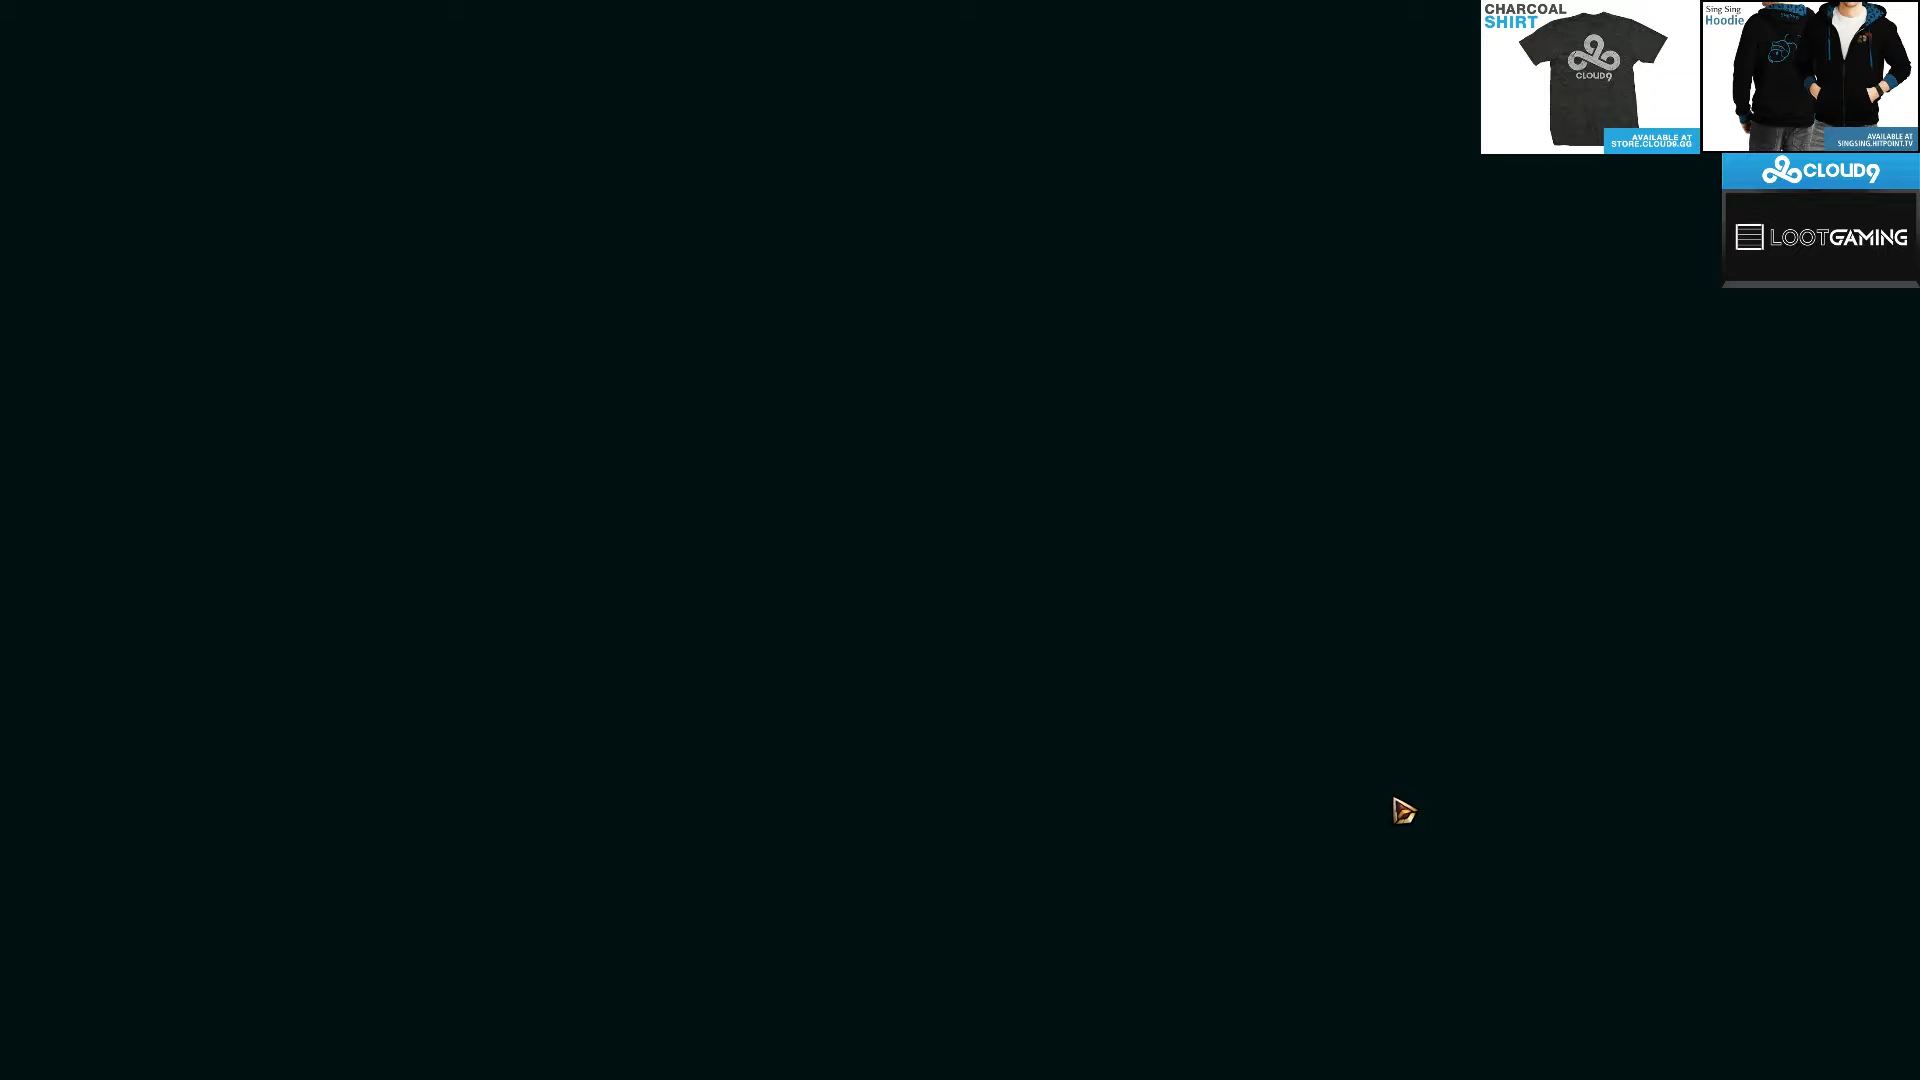 CHARCOAL
SHIRT
CLOUD9
AVAILABLE AT
STORE.CLOUD9.GG
Sing Sing
Hoodie
AVAILABLE AT
SINGSING.HITPOINT.TV
CLOUD9
LOOTGAMING